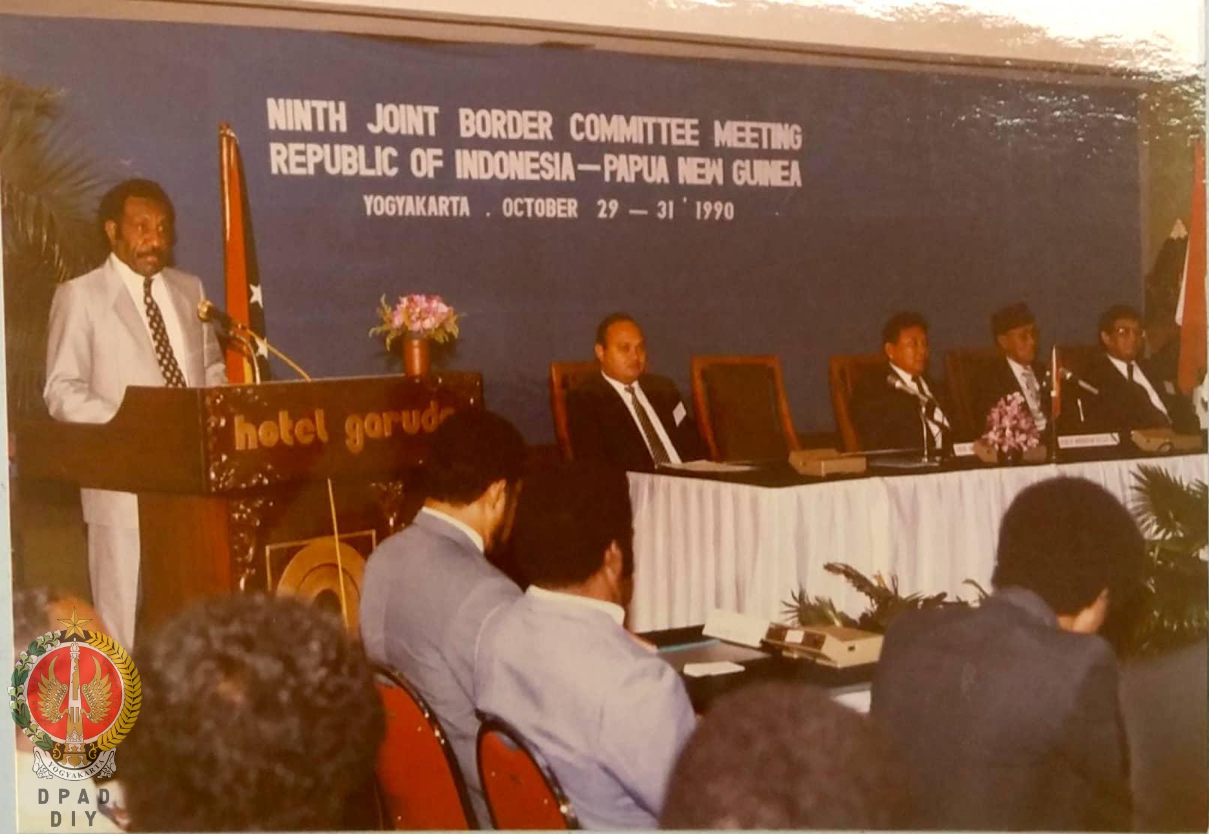 NINTH JOINT BORDER COMMITTEE MEETING
REPUBLIC OF INDONESIA — PAPUA NEW GUINEA
YOGYAKARTA . OCTOBER 29 — 31 ' 1990
hotel garuda
YOGYAKARTA
DPAD
DIY